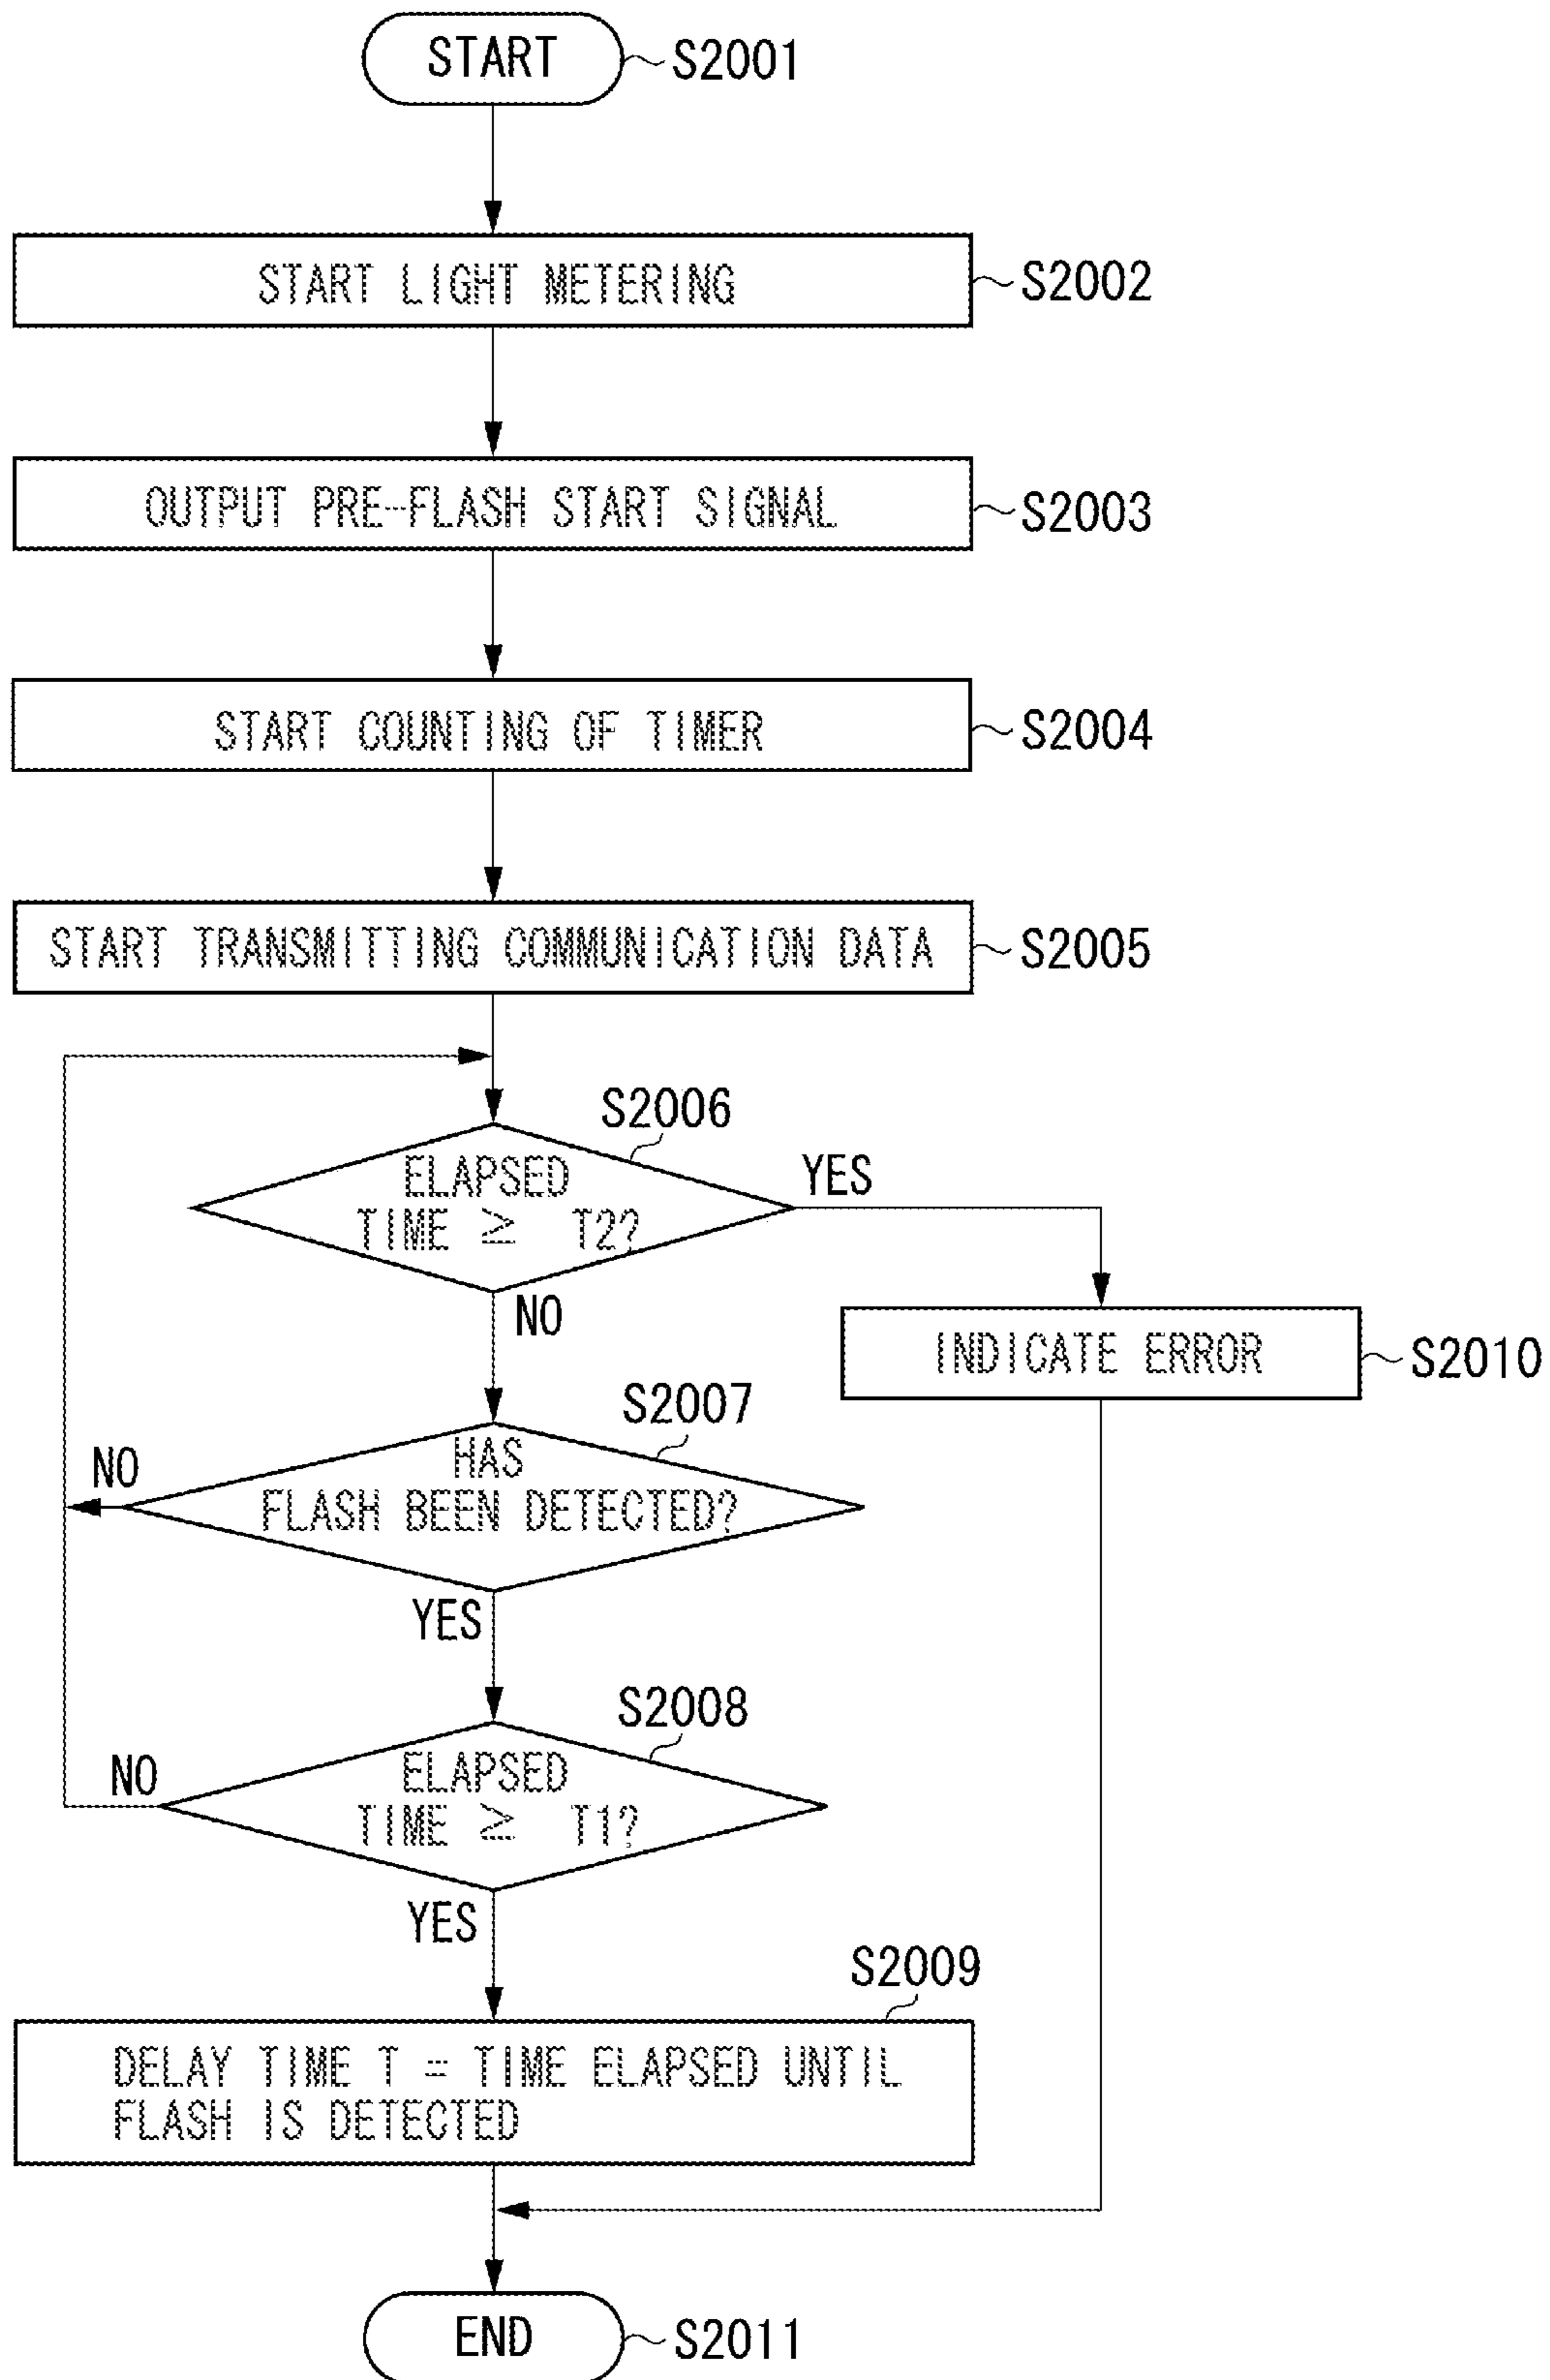 START
S2001
START LIGHT METERING
S2002
OUTPUT PRE-FLASH START SIGNAL
S2003
START COUNTING OF TIMER
S2004
START TRANSMITTING COMMUNICATION DATA
S2005
S2006
ELAPSED
TIME ≥ T2?
YES
NO
INDICATE ERROR
S2010
S2007
HAS
FLASH BEEN DETECTED?
NO
YES
S2008
ELAPSED
TIME ≥ T1?
NO
YES
S2009
DELAY TIME T = TIME ELAPSED UNTIL
FLASH IS DETECTED
END
S2011